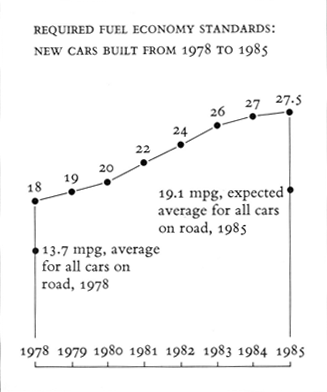 REQUIRED FUEL ECONOMY STANDARDS:
NEW CARS BUILT FROM 1978 TO 1985
18
19
20
22
24
26
27
27.5
19.1 mpg, expected
average for all cars
on road, 1985
13.7 mpg, average
for all cars on
road, 1978
1978 1979 1980 1981 1982 1983 1984 1985